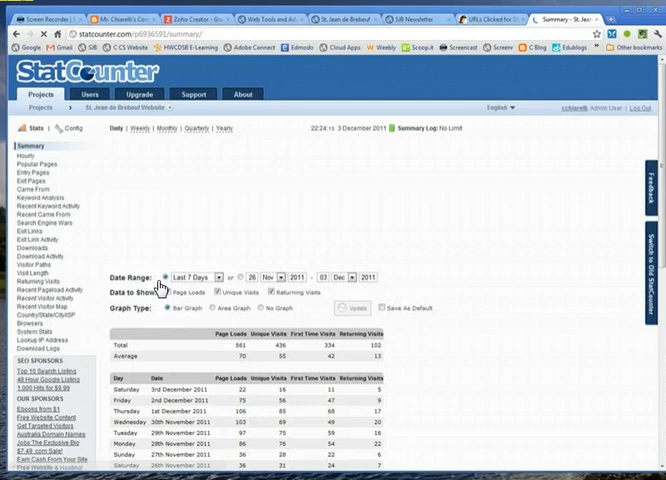 Screen Recorder
Mr. Chiarelli's Com
Zoho Creator - Gr
Web Tools and Ad
St. Jean de Brebeuf
SJB Newsletter
URLs Clicked for
Summary - St. Jean
statcounter.com/p6936591/summary/
Google
Gmail
Google Reader
SJB
C CS Website
HWCDSB E-Learning
Adobe Connect
Edmodo
Cloud Apps
Weebly
Screencast
Scoop.it
C Blog
Edublogs
Other bookmarks
StatCounter
Projects Users Upgrade Support About
Projects St. Jean de Brebeuf Website English Admin User | Log Out
Stats Config Daily | Weekly | Monthly | Quarterly | Yearly 22:24:13 3 December 2011 Summary Log: No Limit
Summary
Hourly
Popular Pages
Entry Pages
Exit Pages
Came From
Keyword Analysis
Recent Keyword Activity
Recent Came From
Search Engine Wars
Exit Links
Exit Link Activity
Downloads
Download Activity
Visitor Paths
Visit Length
Returning Visits
Recent Pageload Activity
Recent Visitor Activity
Recent Visitor Map
Country/State/City/ISP
Browsers
System Stats
Lookup IP Address
Download Logs
SEO SPONSORS
Top 10 Search Listing
48 Hour Google Listing
1,000 Hits for $9.99
OUR SPONSORS
Ebooks from $1
Free Website Content
Get Targeted Visitors
Australia Domain Names
Jobs:The Exclusive Bio
$7.49 .com Sale!
Earn Cash From Your Site
Free Website & Hosting!
Date Range: Last 7 Days or 26 Nov 2011 - 03 Dec 2011
Data to Show: Page Loads Unique Visits Returning Visits
Graph Type: Bar Graph Area Graph No Graph Update Save As Default
Page Loads Unique Visits First Time Visits Returning Visits
Total 561 436 334 102
Average 70 55 42 13
Day Date Page Loads Unique Visits First Time Visits Returning Visits
Saturday 3rd December 2011 22 16 11 5
Friday 2nd December 2011 75 56 47 9
Thursday 1st December 2011 106 85 68 17
Wednesday 30th November 2011 103 69 49 20
Tuesday 29th November 2011 97 75 59 16
Monday 28th November 2011 86 76 54 22
Sunday 27th November 2011 36 28 22 6
Saturday 26th November 2011 36 31 24 7
Feedback
Switch to Old StatCounter